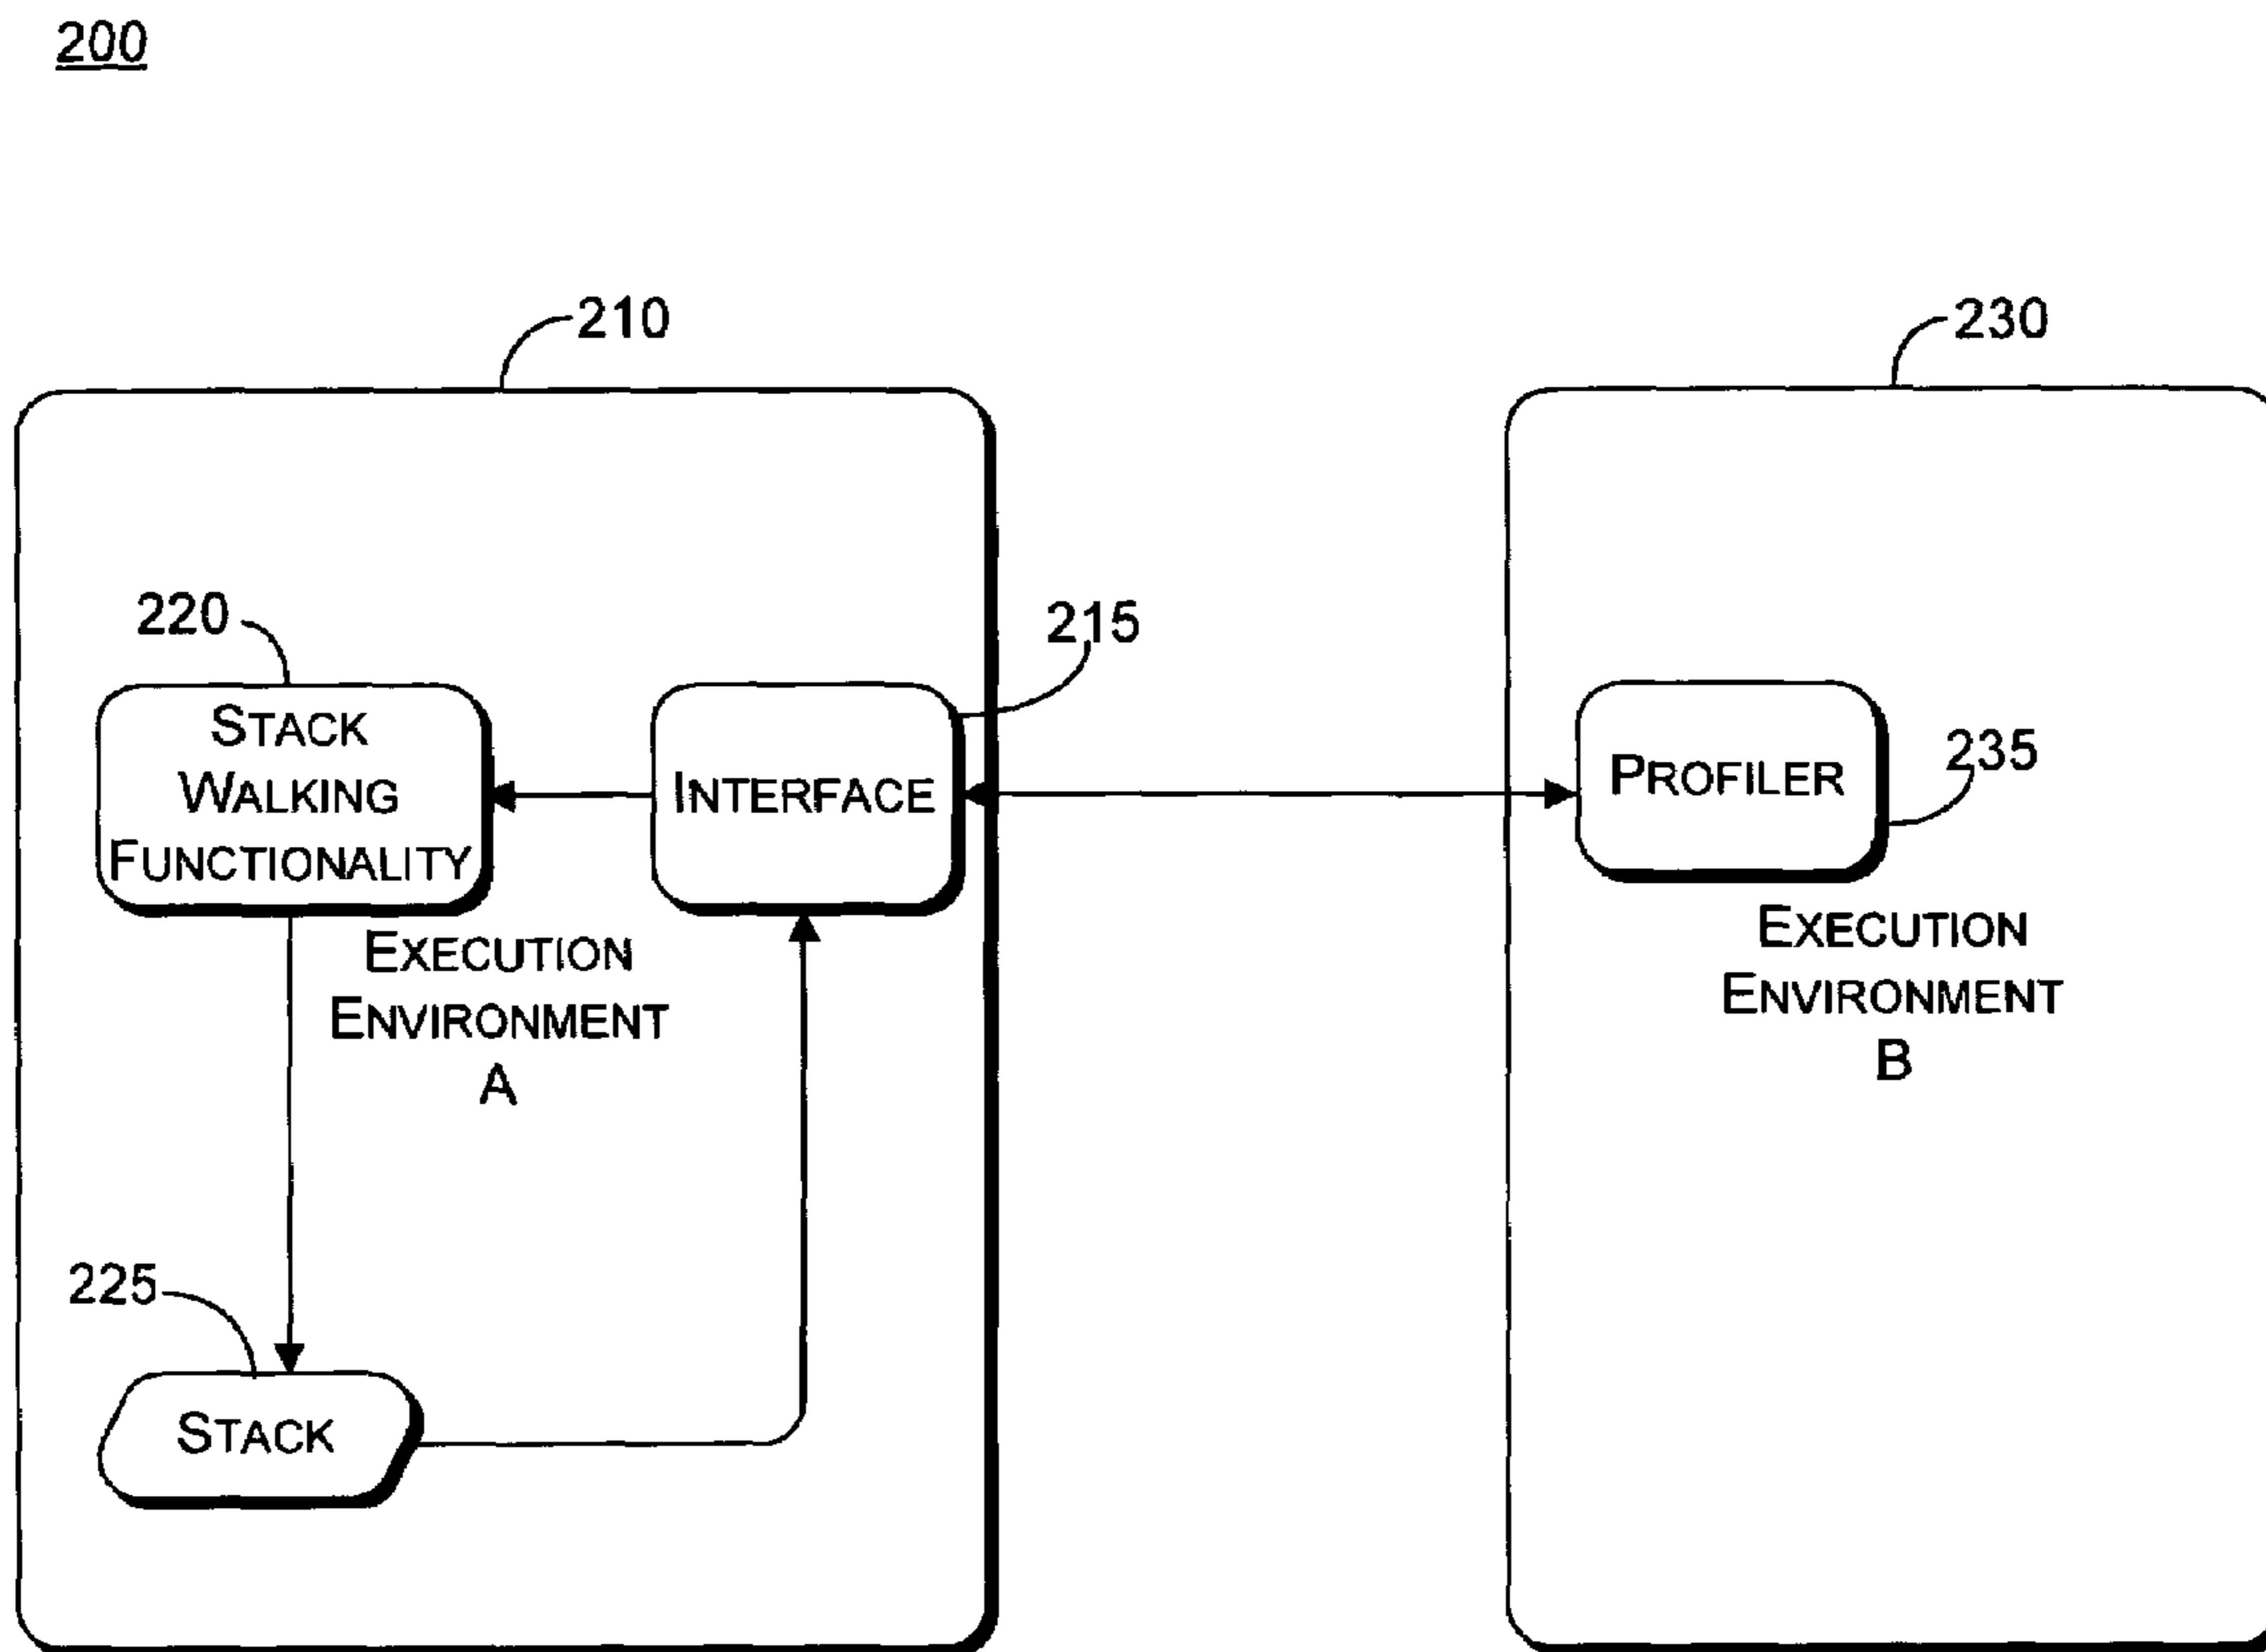 200
210
230
220
215
STACK
WALKING
FUNCTIONALITY
INTERFACE
PROFILER
235
EXECUTION
ENVIRONMENT
A
EXECUTION
ENVIRONMENT
B
225
STACK